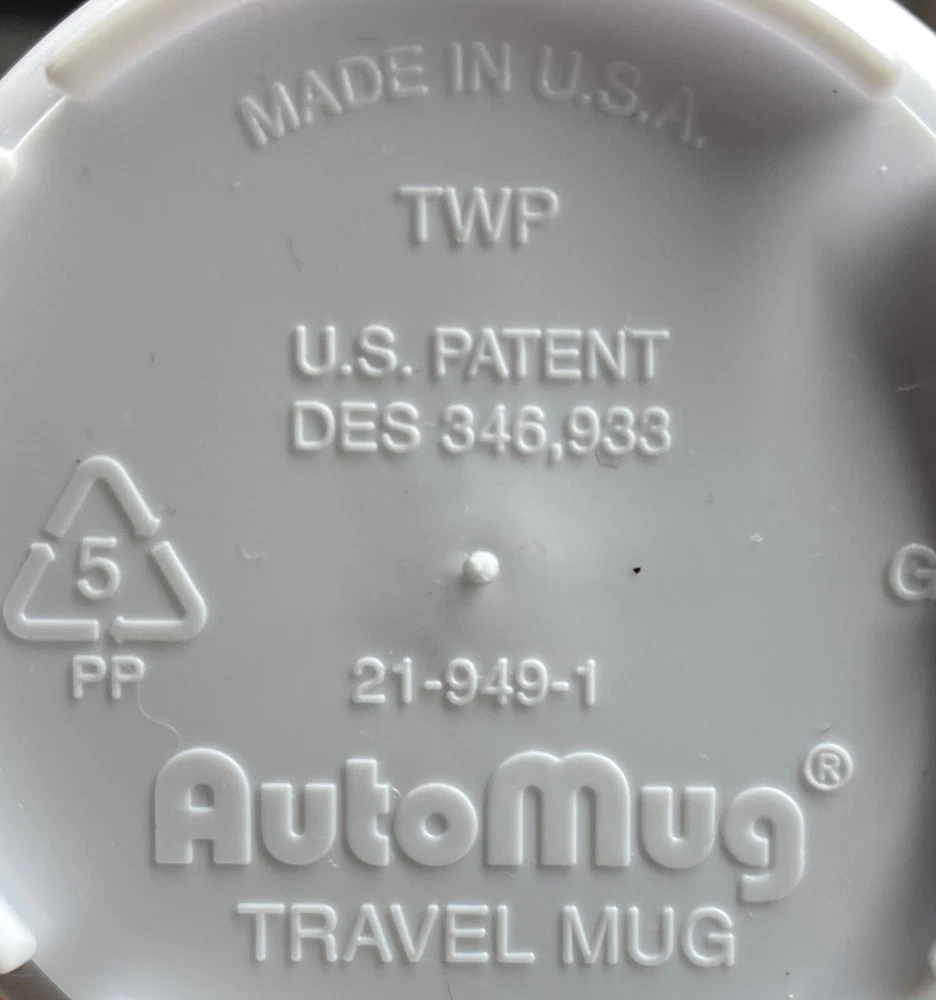 MADE IN U.S.A.
TWP
U.S. PATENT
DES 346,933
5
PP
G
21-949-1
AutoMug®
TRAVEL MUG